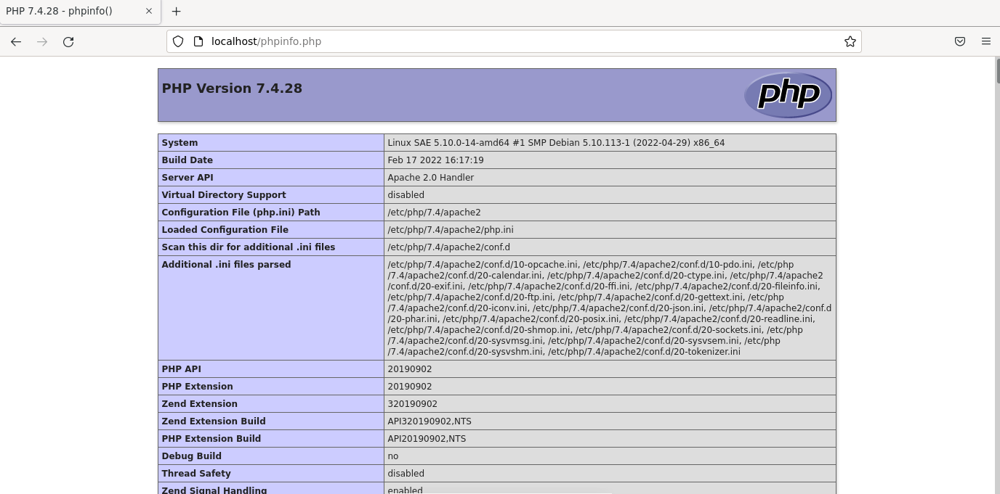 PHP 7.4.28 - phpinfo()
localhost/phpinfo.php
PHP Version 7.4.28
php
System Linux SAE 5.10.0-14-amd64 #1 SMP Debian 5.10.113-1 (2022-04-29) x86_64
Build Date Feb 17 2022 16:17:19
Server API Apache 2.0 Handler
Virtual Directory Support disabled
Configuration File (php.ini) Path /etc/php/7.4/apache2
Loaded Configuration File /etc/php/7.4/apache2/php.ini
Scan this dir for additional .ini files /etc/php/7.4/apache2/conf.d
Additional .ini files parsed /etc/php/7.4/apache2/conf.d/10-opcache.ini, /etc/php/7.4/apache2/conf.d/10-pdo.ini, /etc/php
/7.4/apache2/conf.d/20-calendar.ini, /etc/php/7.4/apache2/conf.d/20-ctype.ini, /etc/php/7.4/apache2
/conf.d/20-exif.ini, /etc/php/7.4/apache2/conf.d/20-ffi.ini, /etc/php/7.4/apache2/conf.d/20-fileinfo.ini,
/etc/php/7.4/apache2/conf.d/20-ftp.ini, /etc/php/7.4/apache2/conf.d/20-gettext.ini, /etc/php
/7.4/apache2/conf.d/20-iconv.ini, /etc/php/7.4/apache2/conf.d/20-json.ini, /etc/php/7.4/apache2/conf.d
/20-phar.ini, /etc/php/7.4/apache2/conf.d/20-posix.ini, /etc/php/7.4/apache2/conf.d/20-readline.ini,
/etc/php/7.4/apache2/conf.d/20-shmop.ini, /etc/php/7.4/apache2/conf.d/20-sockets.ini, /etc/php
/7.4/apache2/conf.d/20-sysvmsg.ini, /etc/php/7.4/apache2/conf.d/20-sysvsem.ini, /etc/php
/7.4/apache2/conf.d/20-sysvshm.ini, /etc/php/7.4/apache2/conf.d/20-tokenizer.ini
PHP API 20190902
PHP Extension 20190902
Zend Extension 320190902
Zend Extension Build API320190902,NTS
PHP Extension Build API20190902,NTS
Debug Build no
Thread Safety disabled
Zend Signal Handling enabled